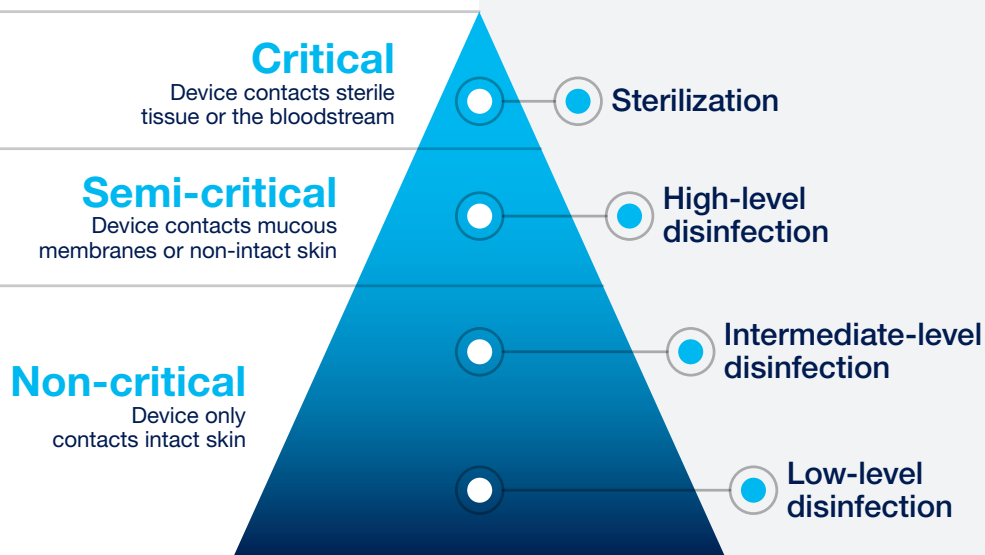 Critical
Device contacts sterile
tissue or the bloodstream
Sterilization
Semi-critical
Device contacts mucous
membranes or non-intact skin
High-level
disinfection
Non-critical
Device only
contacts intact skin
Intermediate-level
disinfection
Low-level
disinfection